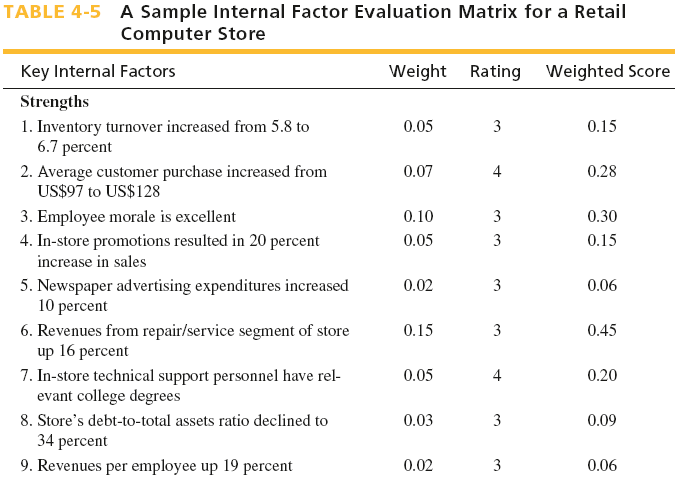 TABLE 4-5 A Sample Internal Factor Evaluation Matrix for a Retail
Computer Store
Key Internal Factors Weight Rating Weighted Score
Strengths
1. Inventory turnover increased from 5.8 to 0.05 3 0.15
6.7 percent
2. Average customer purchase increased from 0.07 4 0.28
US$97 to US$128
3. Employee morale is excellent 0.10 3 0.30
4. In-store promotions resulted in 20 percent 0.05 3 0.15
increase in sales
5. Newspaper advertising expenditures increased 0.02 3 0.06
10 percent
6. Revenues from repair/service segment of store 0.15 3 0.45
up 16 percent
7. In-store technical support personnel have rel- 0.05 4 0.20
evant college degrees
8. Store's debt-to-total assets ratio declined to 0.03 3 0.09
34 percent
9. Revenues per employee up 19 percent 0.02 3 0.06